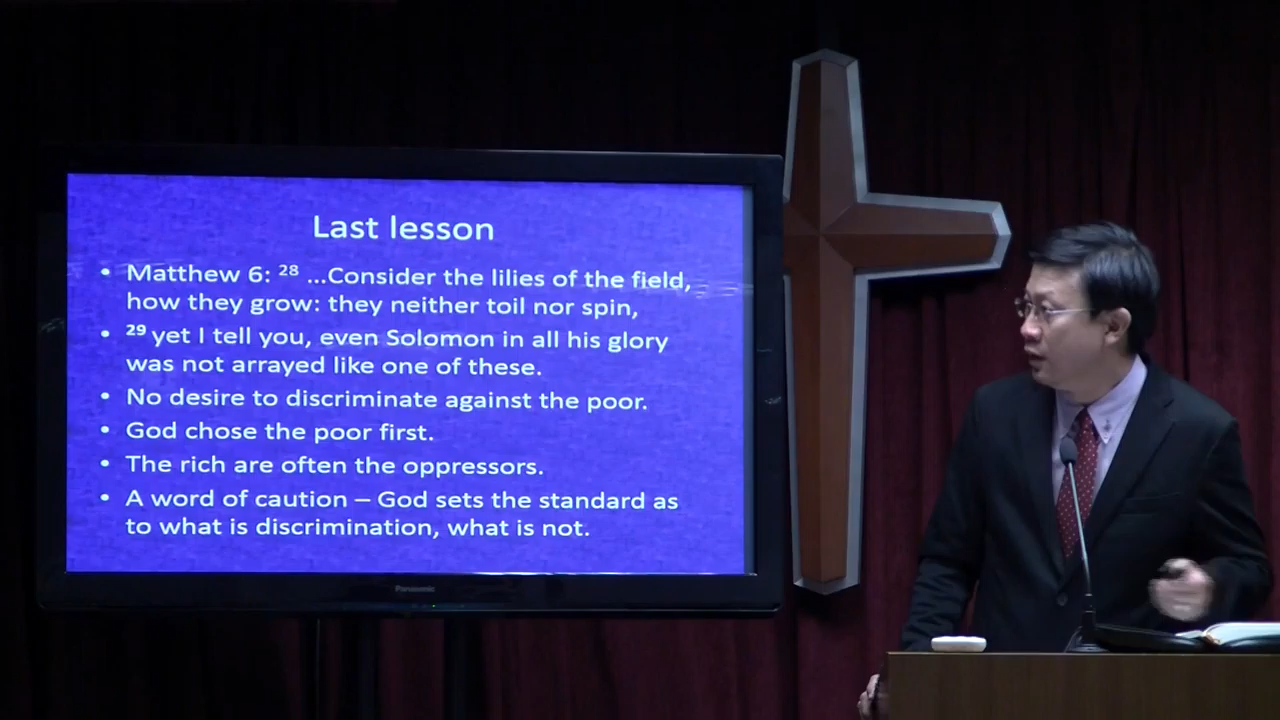 Last lesson
• Matthew 6: ²⁸ ...Consider the lilies of the field,
how they grow: they neither toil nor spin,
• ²⁹ yet I tell you, even Solomon in all his glory
was not arrayed like one of these.
• No desire to discriminate against the poor.
• God chose the poor first.
• The rich are often the oppressors.
• A word of caution – God sets the standard as
to what is discrimination, what is not.
Panasonic